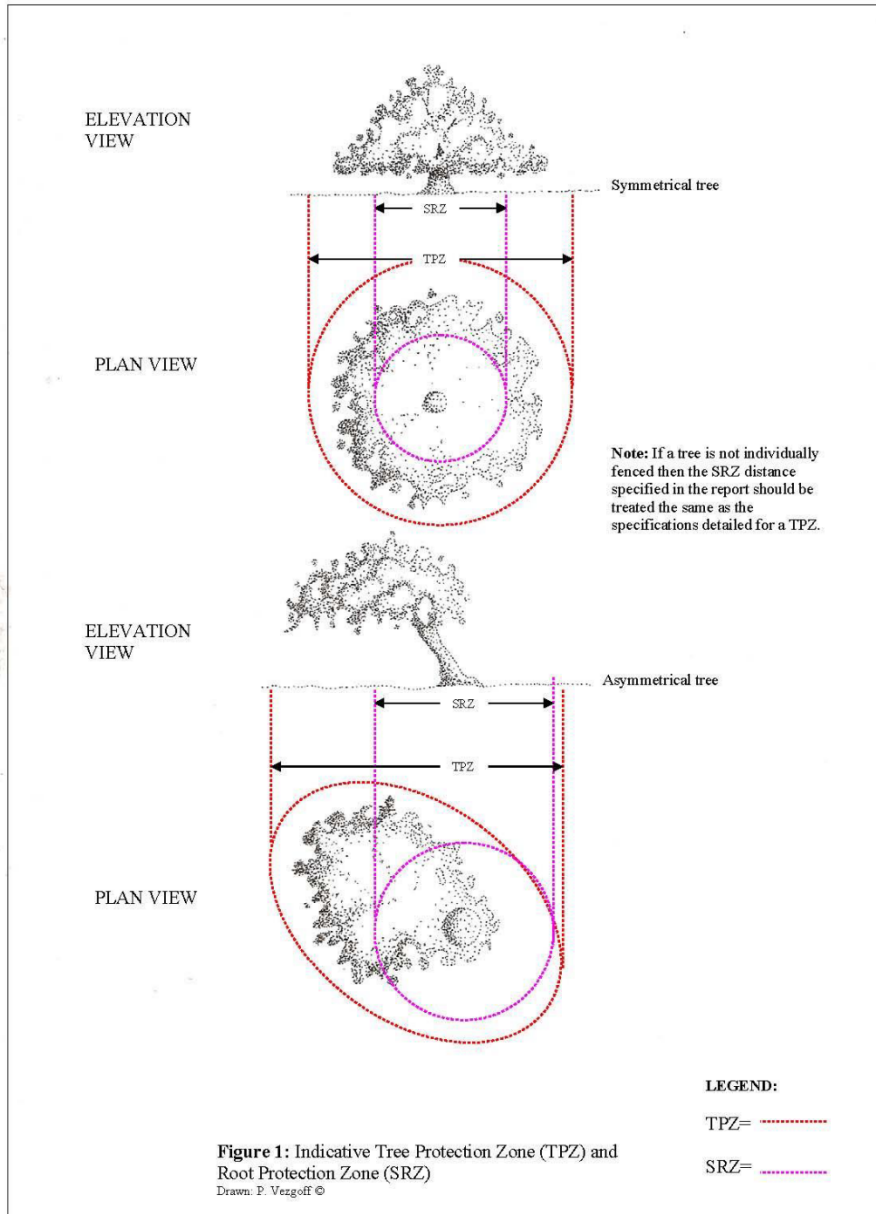 ELEVATION
VIEW
Symmetrical tree
SRZ
TPZ
PLAN VIEW
Note: If a tree is not individually
fenced then the SRZ distance
specified in the report should be
treated the same as the
specifications detailed for a TPZ.
ELEVATION
VIEW
Asymmetrical tree
SRZ
TPZ
PLAN VIEW
LEGEND:
TPZ=
SRZ=
Figure 1: Indicative Tree Protection Zone (TPZ) and
Root Protection Zone (SRZ)
Drawn: P. Vezgoff ©